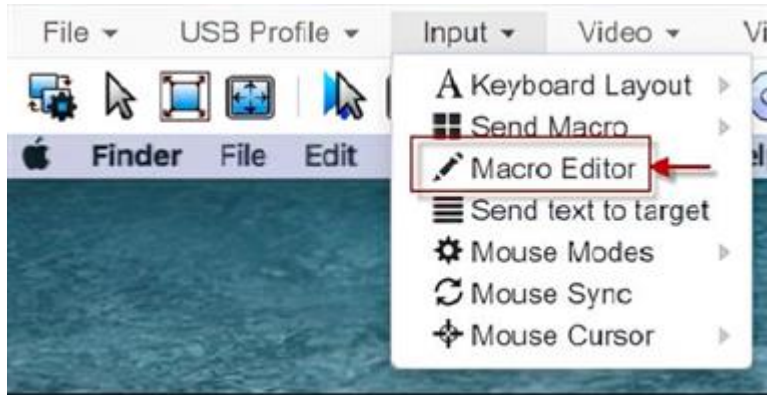 File USB Profile Input Video Vi
Finder File Edit
Keyboard Layout
Send Macro
Macro Editor
Send text to target
Mouse Modes
Mouse Sync
Mouse Cursor